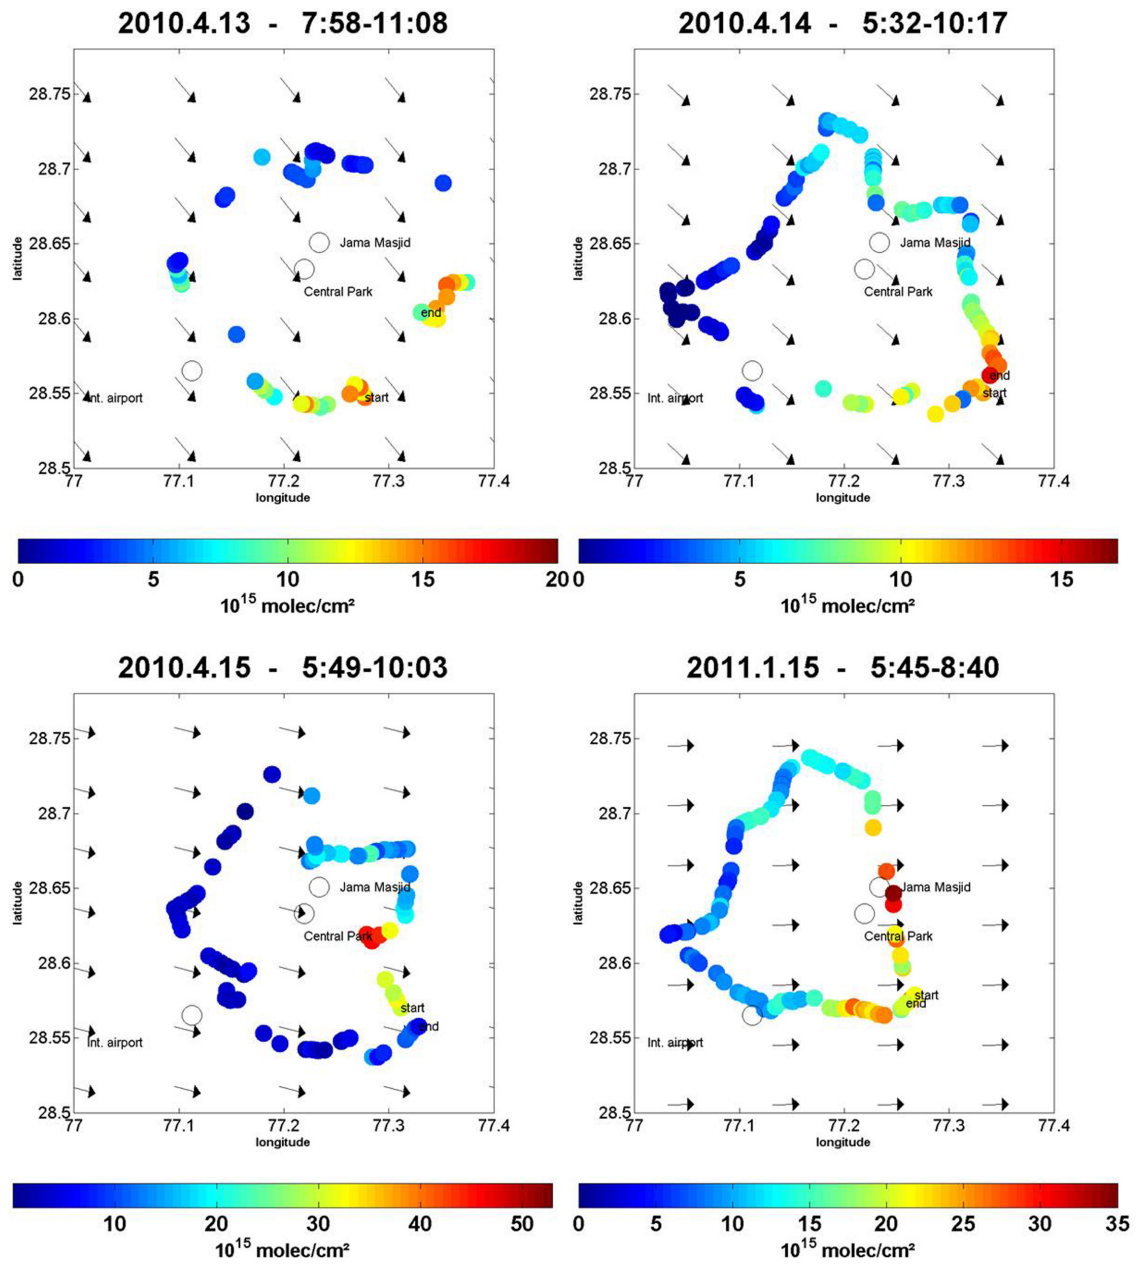 2010.4.13 - 7:58-11:08
28.75
28.7
28.65
28.6
28.55
28.5
latitude
Jama Masjid
Central Park
end
start
Int. airport
77 77.1 77.2 77.3 77.4
longitude
0 5 10 15 20
10¹⁵ molec/cm²
2010.4.14 - 5:32-10:17
28.75
28.7
28.65
28.6
28.55
28.5
latitude
Jama Masjid
Central Park
end
start
Int. airport
77 77.1 77.2 77.3 77.4
longitude
0 5 10 15
10¹⁵ molec/cm²
2010.4.15 - 5:49-10:03
28.75
28.7
28.65
28.6
28.55
28.5
latitude
Jama Masjid
Central Park
start
end
Int. airport
77 77.1 77.2 77.3 77.4
longitude
10 20 30 40 50
10¹⁵ molec/cm²
2011.1.15 - 5:45-8:40
28.75
28.7
28.65
28.6
28.55
28.5
latitude
Jama Masjid
Central Park
start
end
Int. airport
77 77.1 77.2 77.3 77.4
longitude
0 5 10 15 20 25 30 35
10¹⁵ molec/cm²